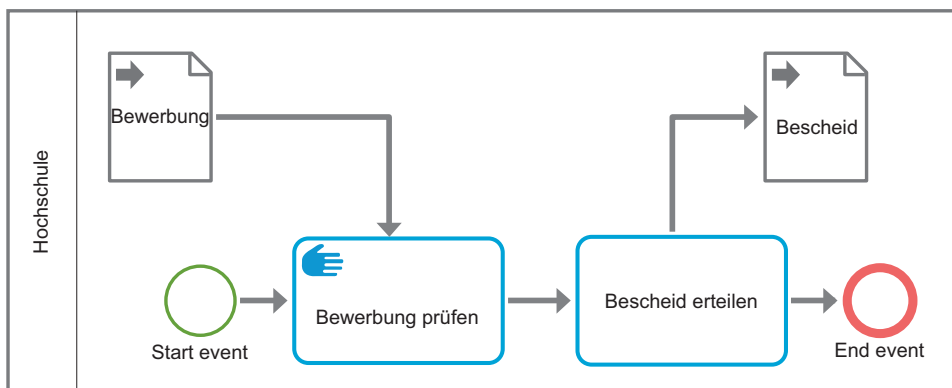 Hochschule
Bewerbung
Bescheid
Bewerbung prüfen
Bescheid erteilen
Start event
End event